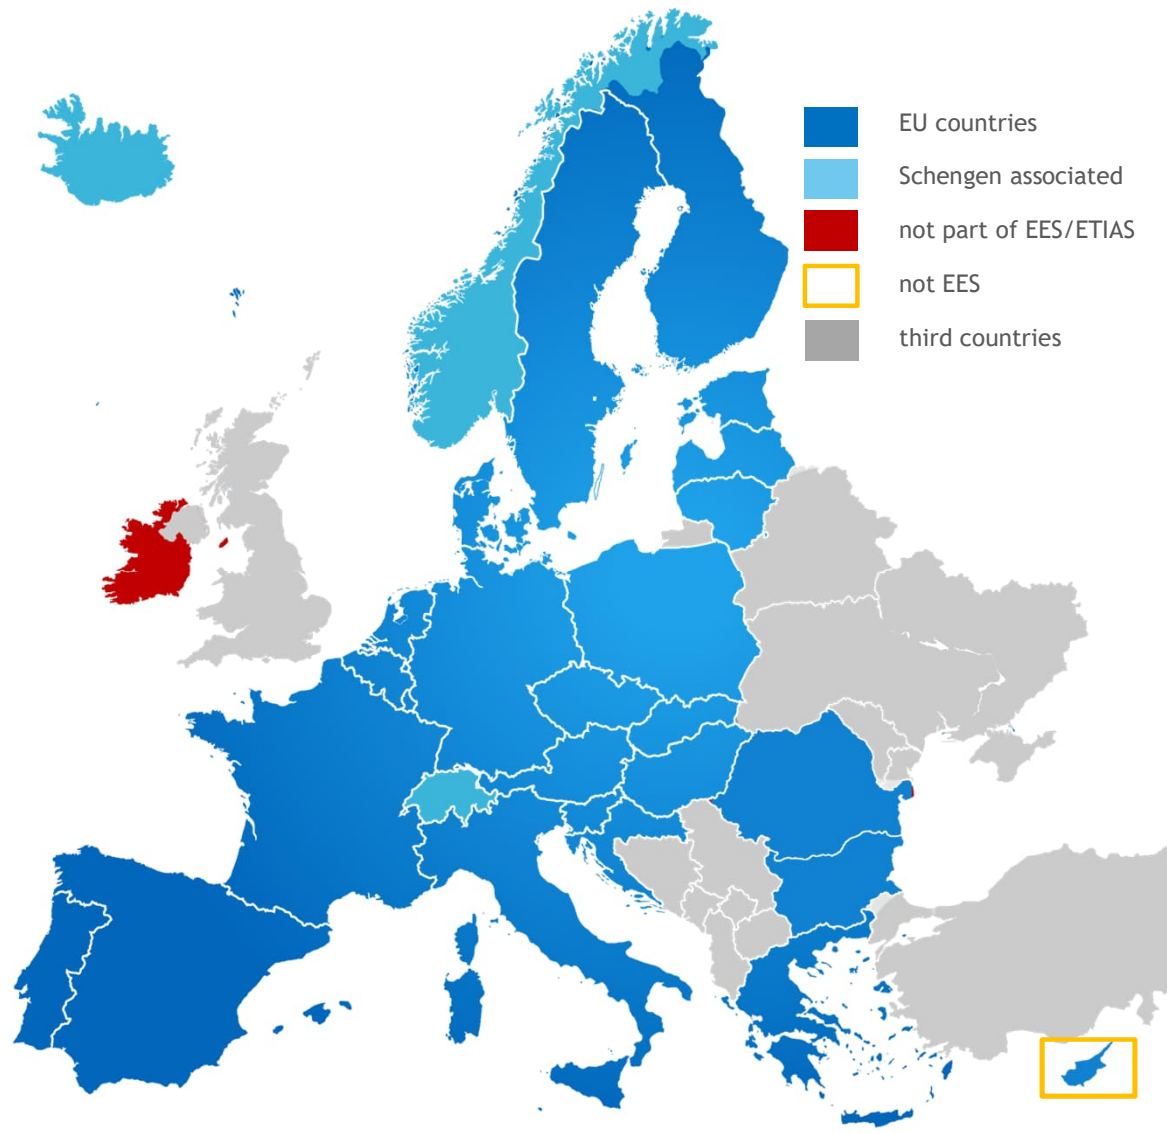 EU countries
Schengen associated
not part of EES/ETIAS
not EES
third countries